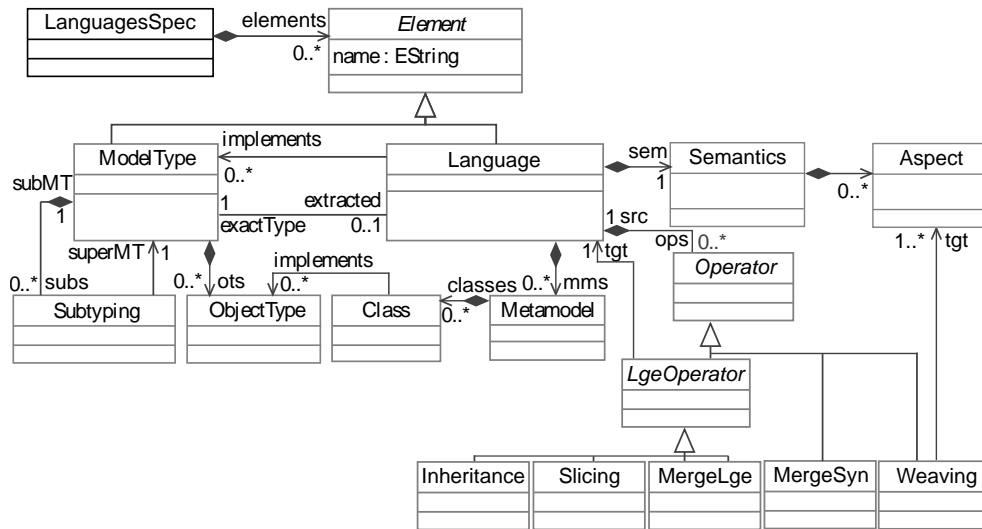 LanguagesSpec
elements
0..*
Element
name : EString
implements
0..*
ModelType
Language
sem
1
Semantics
0..*
Aspect
subMT
1
1
exactType
extracted
0..1
1 src
ops 0..*
1..* tgt
superMT
1
1 tgt
0..* subs
0..* ots
implements
0..*
classes
0..*
0..* mms
Operator
Subtyping
ObjectType
Class
Metamodel
LgeOperator
Inheritance
Slicing
MergeLge
MergeSyn
Weaving